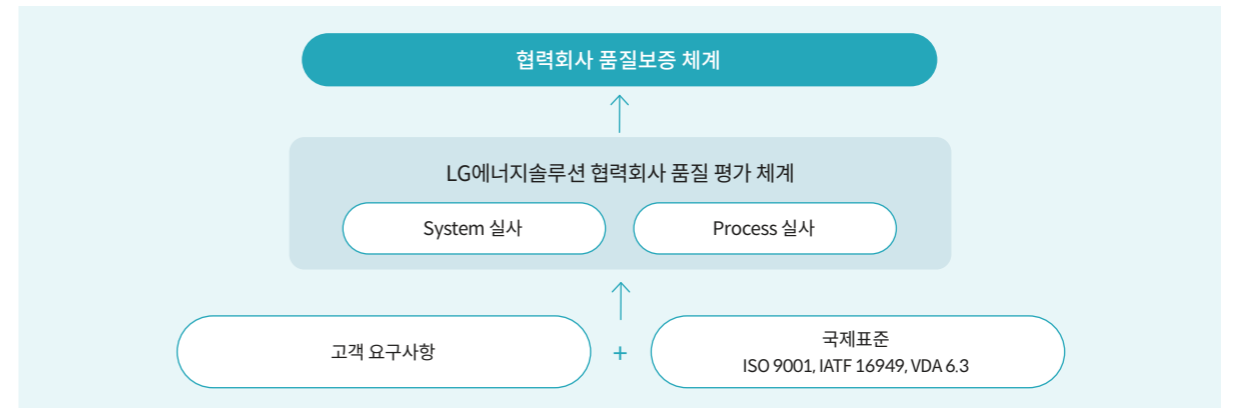 협력회사 품질보증 체계
LG에너지솔루션 협력회사 품질 평가 체계
System 실사
Process 실사
고객 요구사항
+
국제표준
ISO 9001, IATF 16949, VDA 6.3